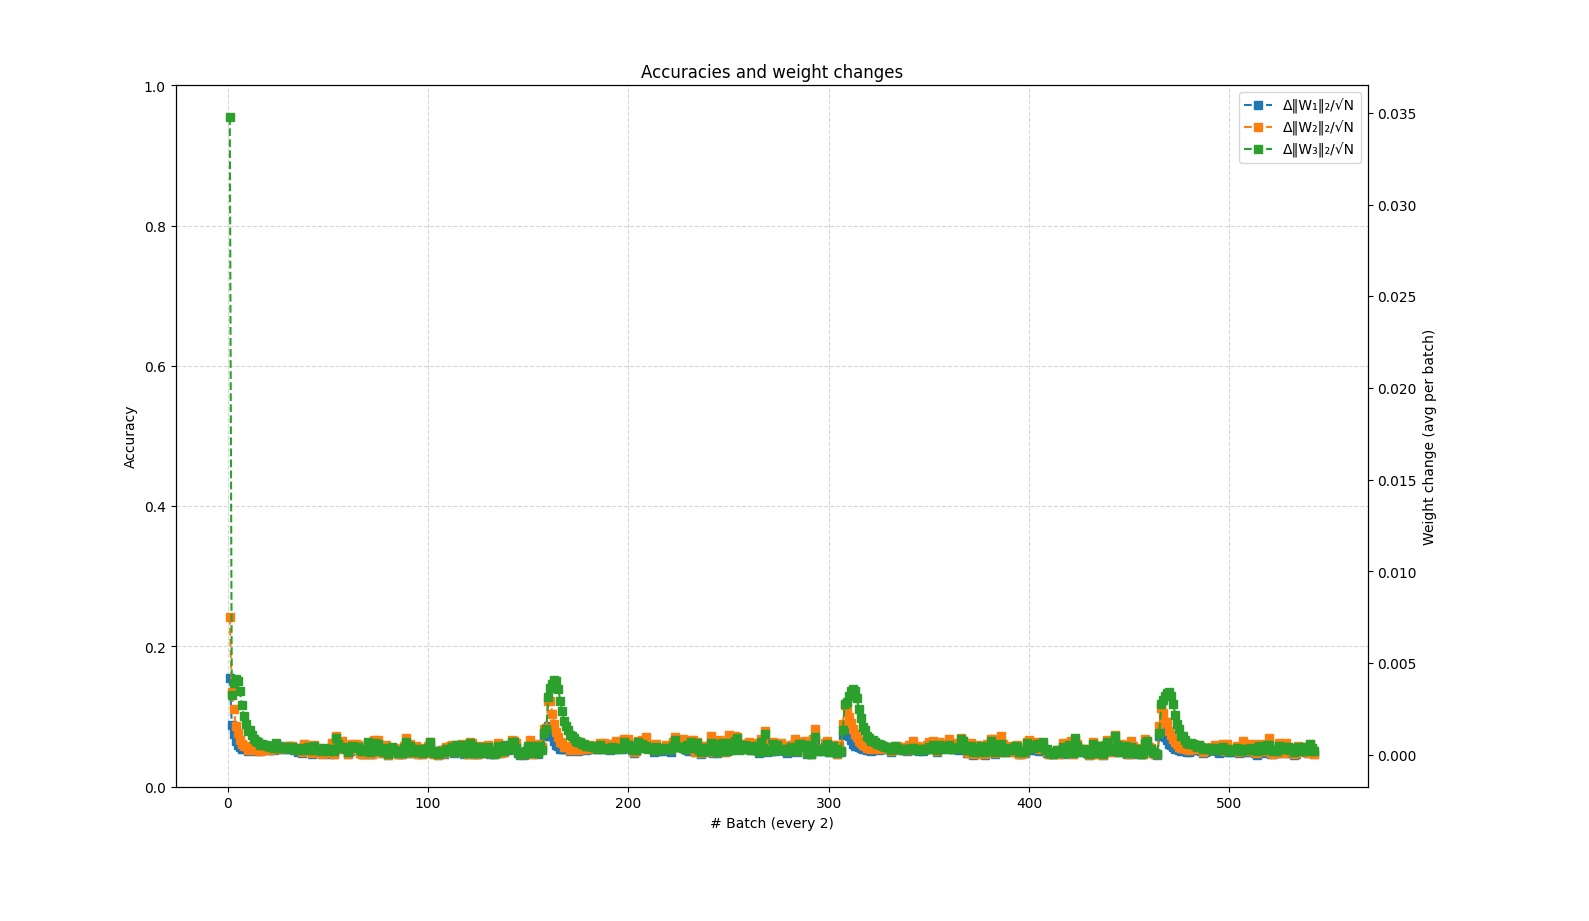 Accuracies and weight changes
Δ‖W₁‖₂/√N
Δ‖W₂‖₂/√N
Δ‖W₃‖₂/√N
1.0
0.8
0.6
0.4
0.2
0.0
Accuracy
0.035
0.030
0.025
0.020
0.015
0.010
0.005
0.000
Weight change (avg per batch)
0 100 200 300 400 500
# Batch (every 2)